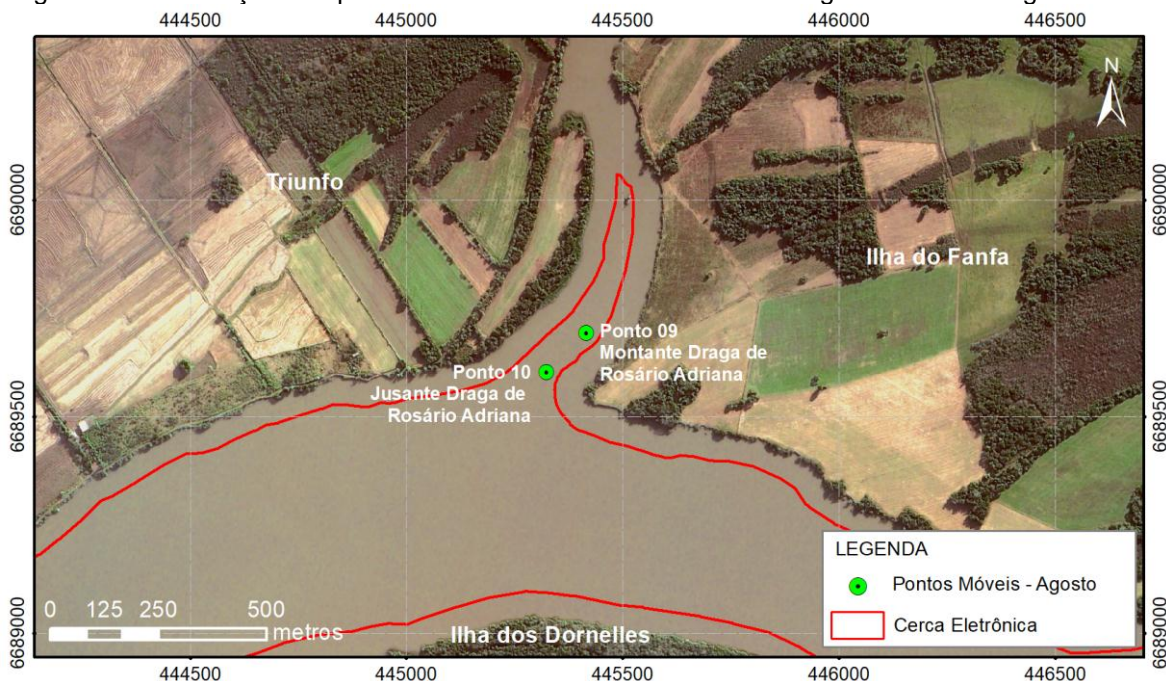 444500 445000 445500 446000 446500
N
Triunfo
6690000 6690000
Ilha do Fanfa
Ponto 09
Montante Draga de
Rosário Adriana
Ponto 10
Jusante Draga de
Rosário Adriana
6689500 6689500
LEGENDA
Pontos Móveis - Agosto
Cerca Eletrônica
0 125 250 500
metros
Ilha dos Dornelles
6689000 6689000
444500 445000 445500 446000 446500